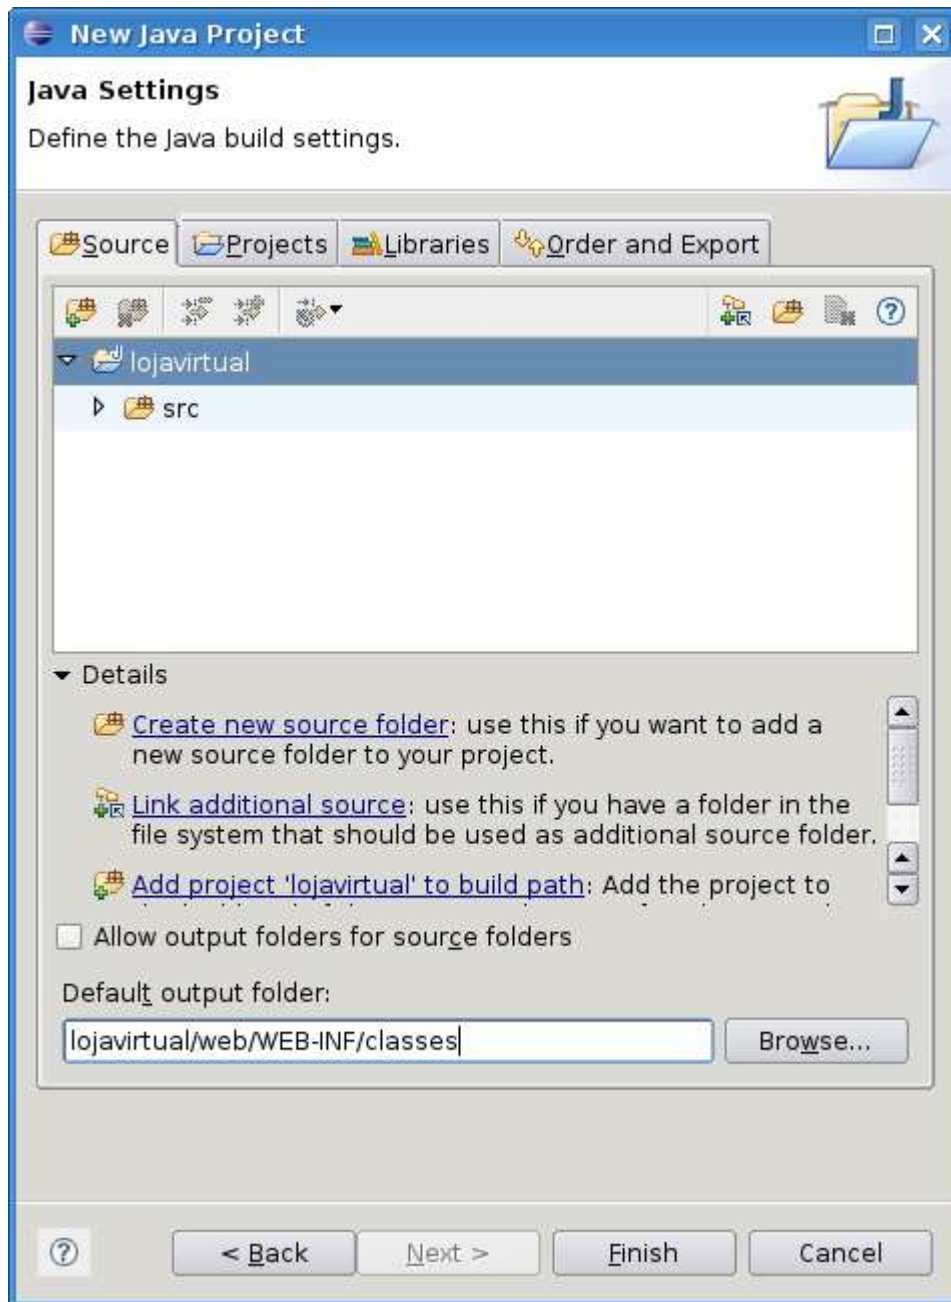 New Java Project
Java Settings
Define the Java build settings.
Source Projects Libraries Order and Export
lojavirtual
src
Details
Create new source folder: use this if you want to add a
new source folder to your project.
Link additional source: use this if you have a folder in the
file system that should be used as additional source folder.
Add project 'lojavirtual' to build path: Add the project to
Allow output folders for source folders
Default output folder:
lojavirtual/web/WEB-INF/classes
Browse...
< Back Next > Finish Cancel